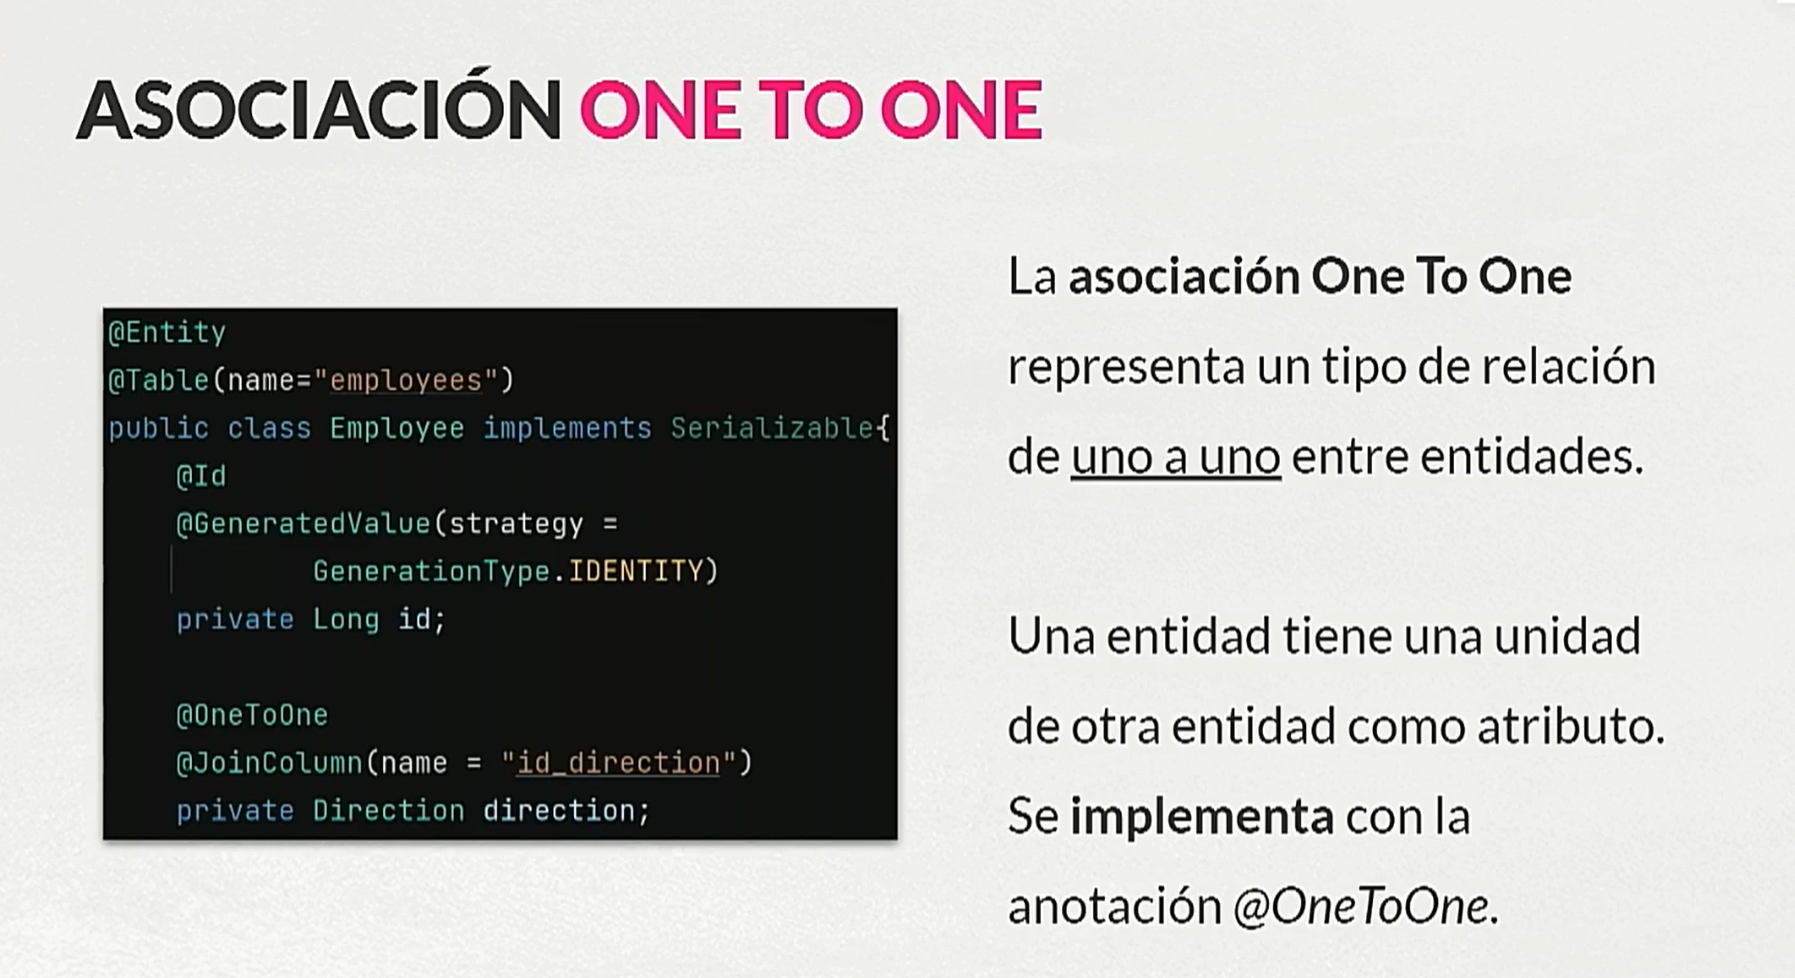 ASOCIACIÓN ONE TO ONE
@Entity
@Table(name="employees")
public class Employee implements Serializable{
@Id
@GeneratedValue(strategy =
GenerationType.IDENTITY)
private Long id;
@OneToOne
@JoinColumn(name = "id_direction")
private Direction direction;
La asociación One To One
representa un tipo de relación
de uno a uno entre entidades.
Una entidad tiene una unidad
de otra entidad como atributo.
Se implementa con la
anotación @OneToOne.